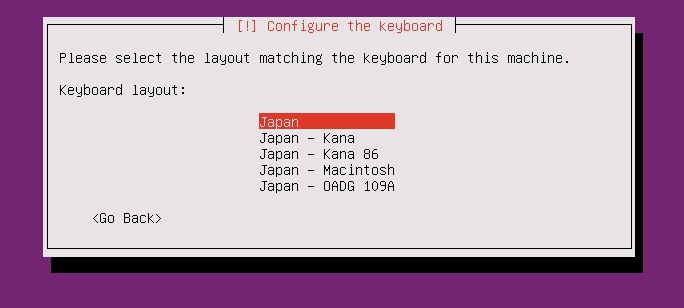 [!] Configure the keyboard
Please select the layout matching the keyboard for this machine.
Keyboard layout:
Japan
Japan - Kana
Japan - Kana 86
Japan - Macintosh
Japan - OADG 109A
<Go Back>